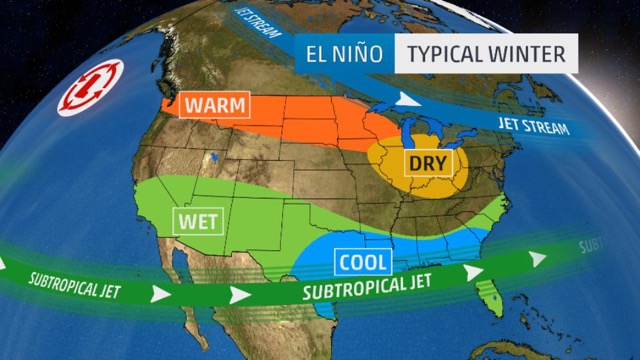 JET STREAM
EL NIÑO TYPICAL WINTER
L
WARM
JET STREAM
DRY
WET
COOL
SUBTROPICAL JET
SUBTROPICAL JET
SUBT